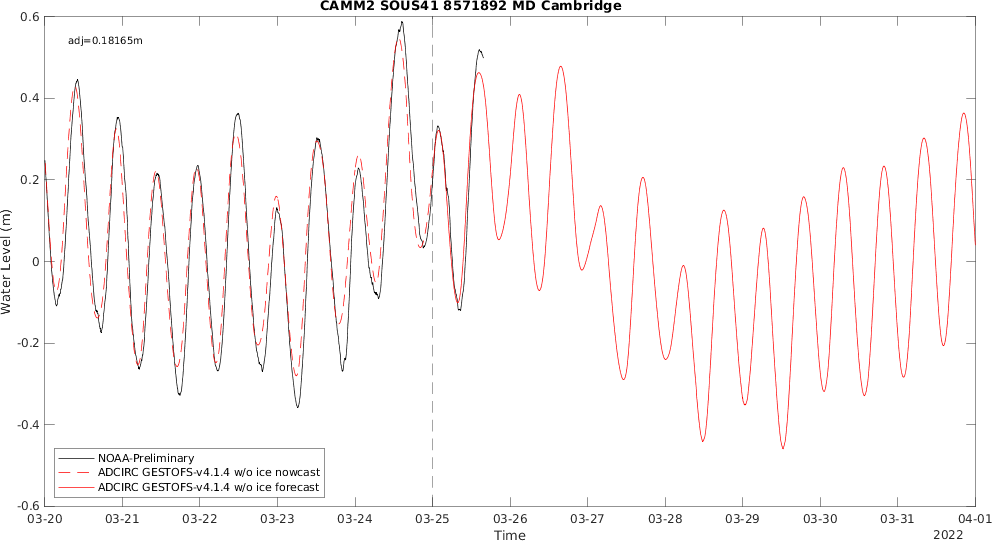 CAMM2 SOUS41 8571892 MD Cambridge
adj=0.18165m
0.6
0.4
0.2
0
-0.2
-0.4
-0.6
Water Level (m)
NOAA-Preliminary
ADCIRC GESTOFS-v4.1.4 w/o ice nowcast
ADCIRC GESTOFS-v4.1.4 w/o ice forecast
03-20 03-21 03-22 03-23 03-24 03-25 03-26 03-27 03-28 03-29 03-30 03-31 04-01
Time
2022